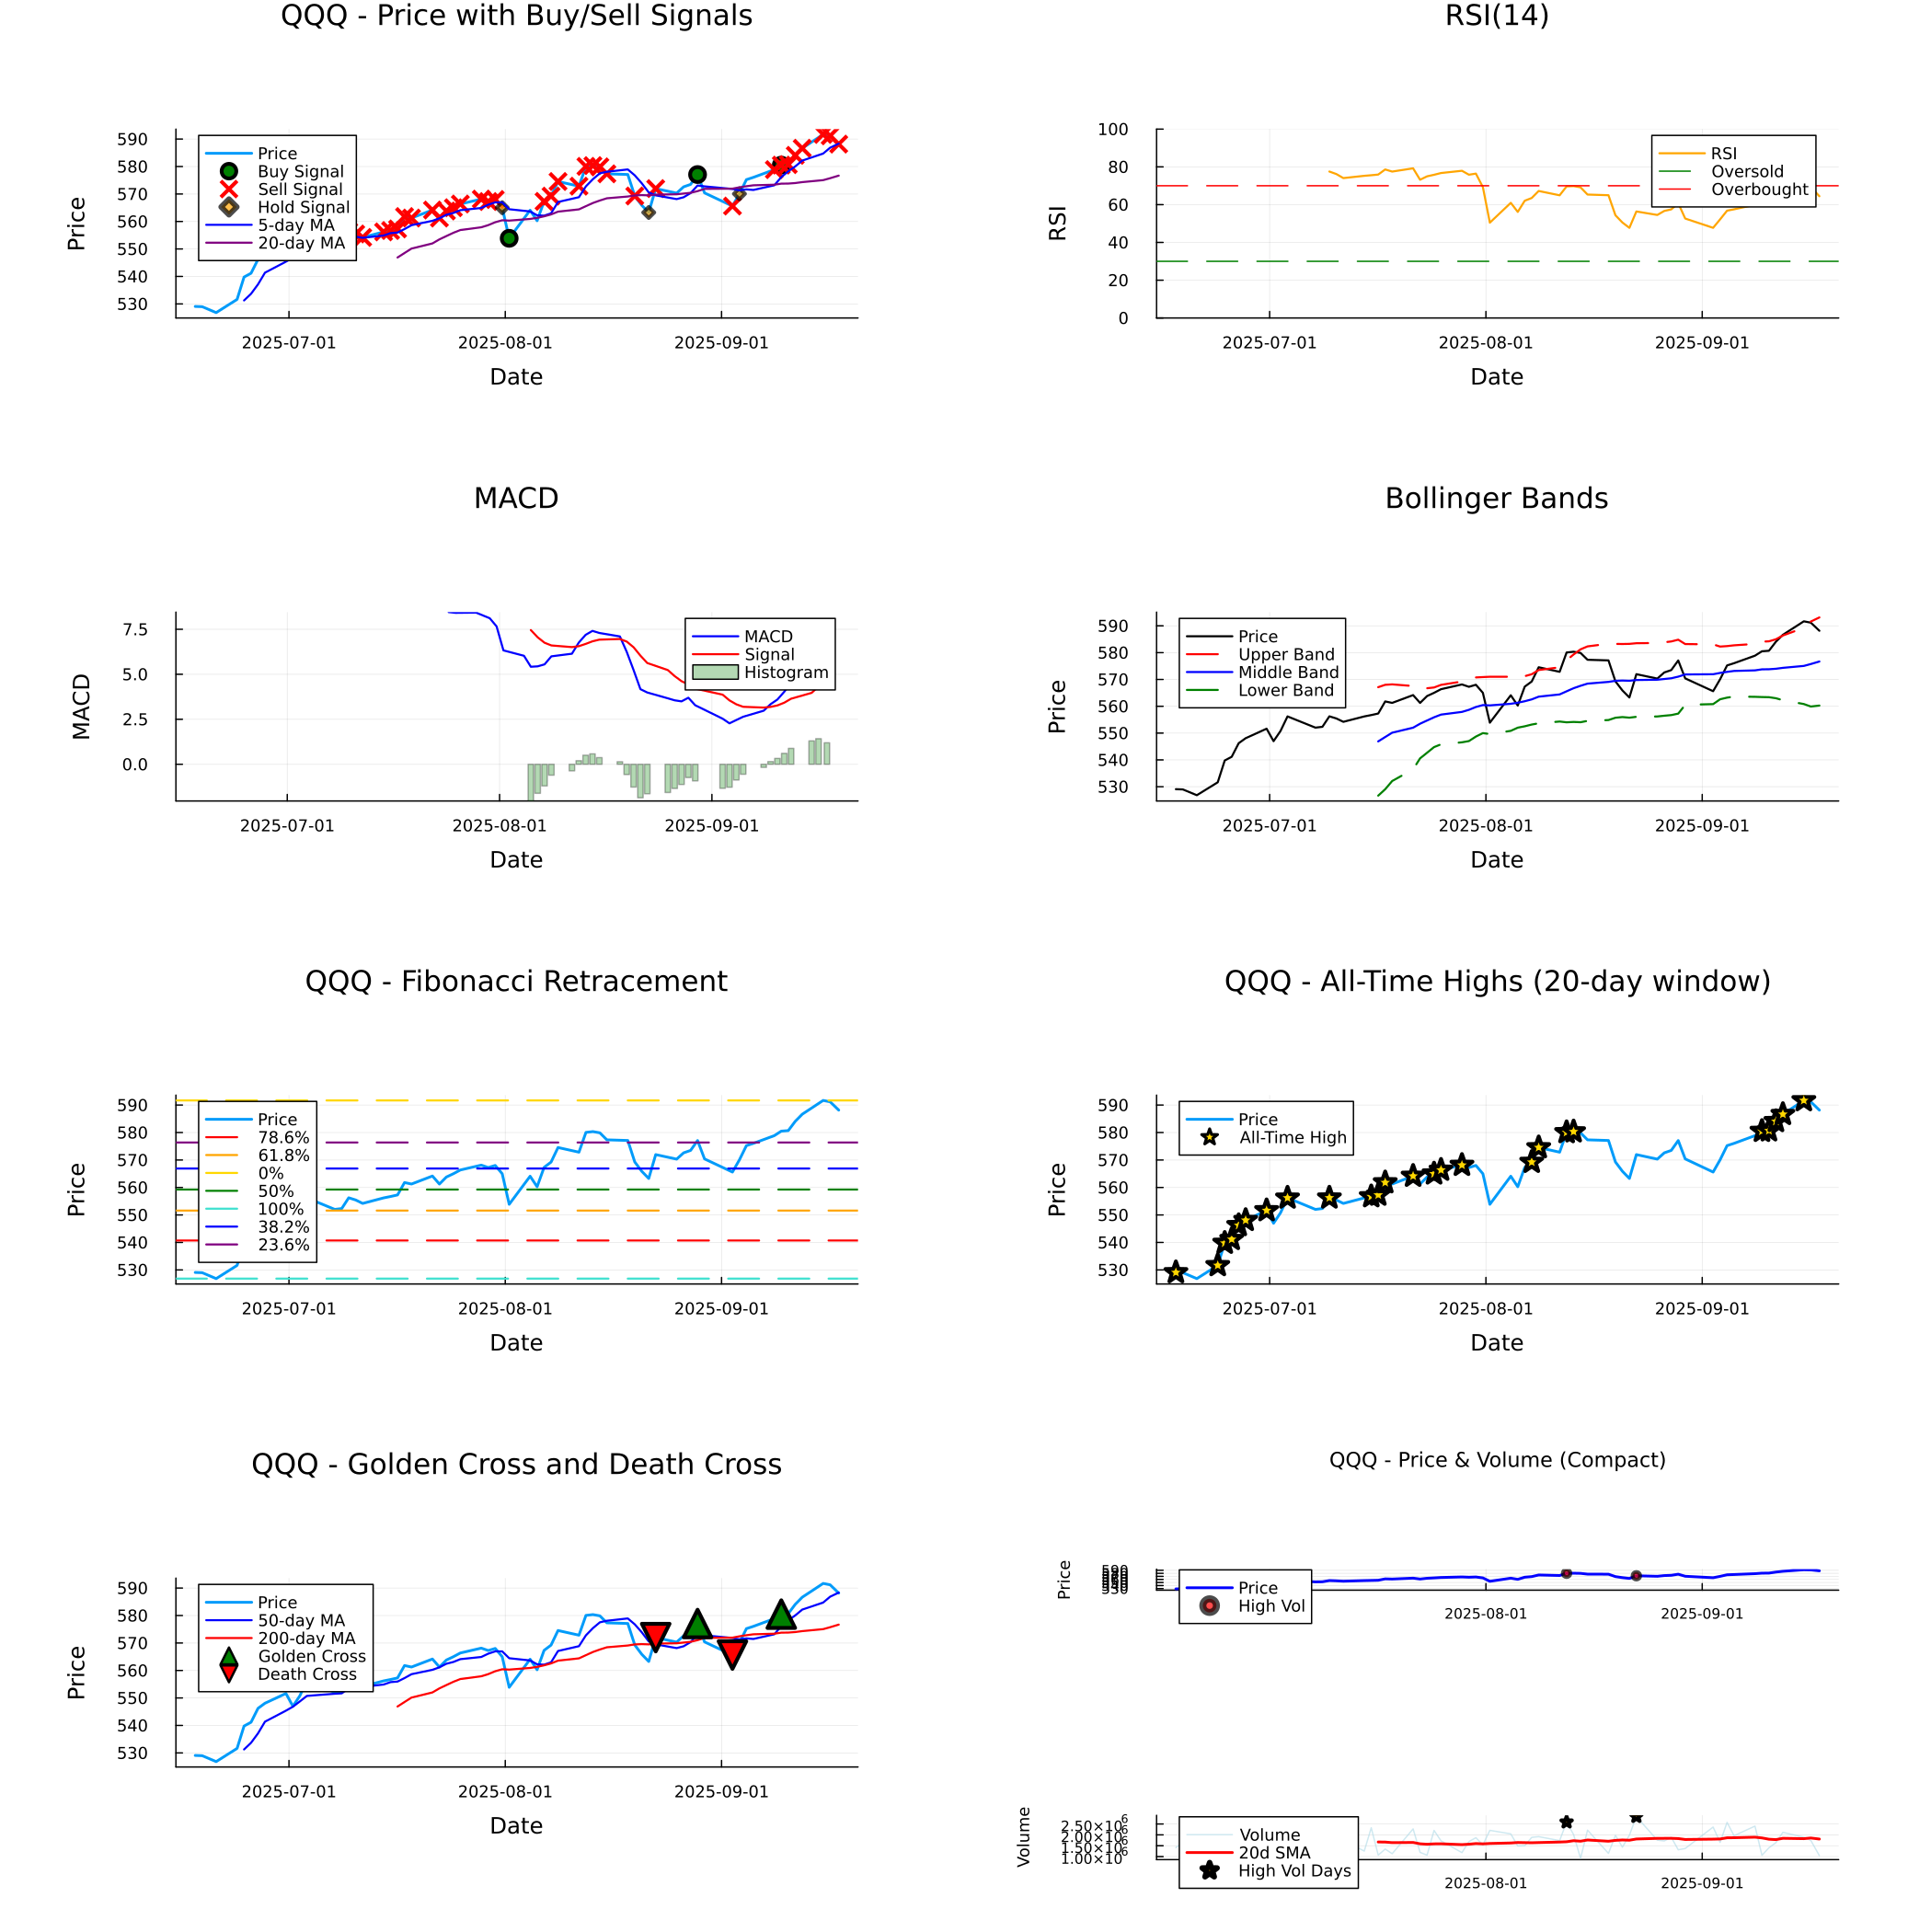 QQQ - Price with Buy/Sell Signals
Price
590
580
570
560
550
540
530
Price
Buy Signal
Sell Signal
Hold Signal
5-day MA
20-day MA
2025-07-01
2025-08-01
2025-09-01
Date
RSI(14)
RSI
100
80
60
40
20
0
RSI
Oversold
Overbought
2025-07-01
2025-08-01
2025-09-01
Date
MACD
MACD
7.5
5.0
2.5
0.0
MACD
Signal
Histogram
2025-07-01
2025-08-01
2025-09-01
Date
Bollinger Bands
Price
590
580
570
560
550
540
530
Price
Upper Band
Middle Band
Lower Band
2025-07-01
2025-08-01
2025-09-01
Date
QQQ - Fibonacci Retracement
Price
590
580
570
560
550
540
530
Price
78.6%
61.8%
0%
50%
100%
38.2%
23.6%
2025-07-01
2025-08-01
2025-09-01
Date
QQQ - All-Time Highs (20-day window)
Price
590
580
570
560
550
540
530
Price
All-Time High
2025-07-01
2025-08-01
2025-09-01
Date
QQQ - Golden Cross and Death Cross
Price
590
580
570
560
550
540
530
Price
50-day MA
200-day MA
Golden Cross
Death Cross
2025-07-01
2025-08-01
2025-09-01
Date
QQQ - Price & Volume (Compact)
Price
590
530
Price
High Vol
2025-08-01
2025-09-01
Volume
2.50×10⁶
2.00×10⁶
1.50×10⁶
1.00×10⁶
Volume
20d SMA
High Vol Days
2025-08-01
2025-09-01